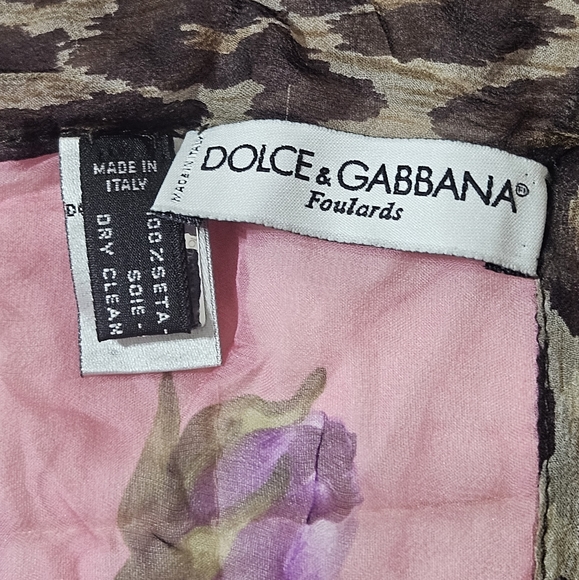 DOLCE & GABBANA®
Foulards
MADE IN ITALY
MADE IN
ITALY
100%SETA-
SOIE-
DRY CLEAN